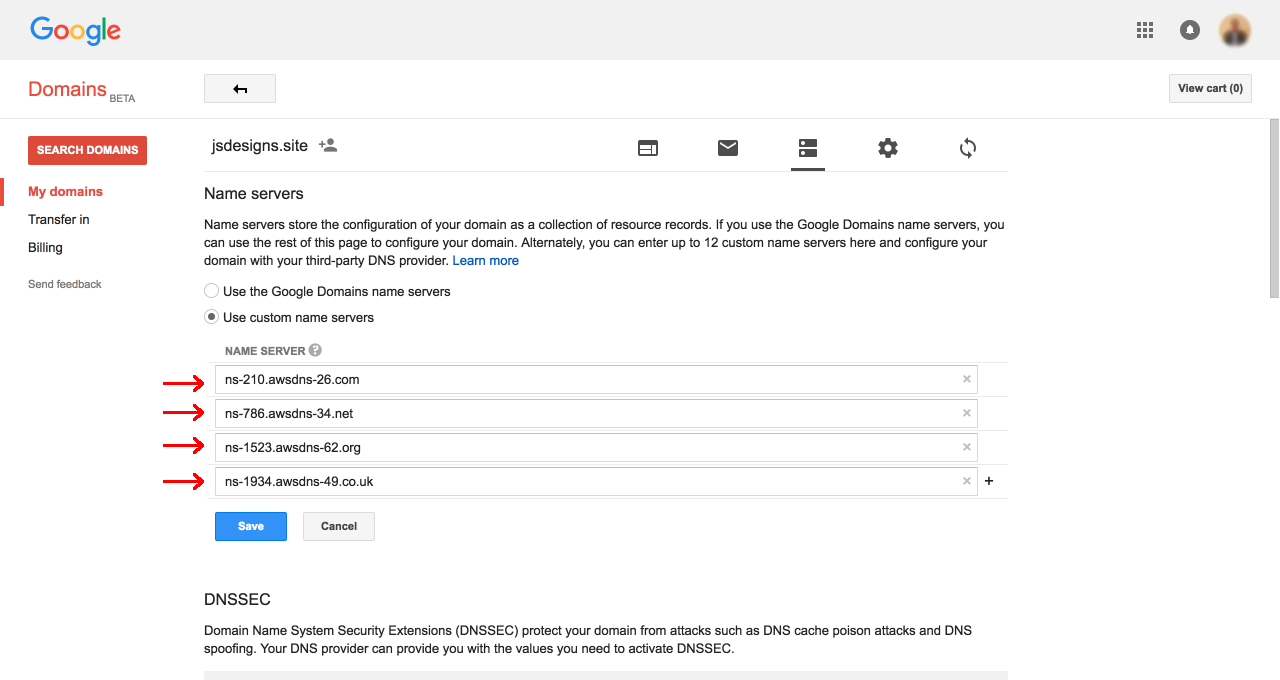 Google
Domains BETA
View cart (0)
SEARCH DOMAINS
My domains
Transfer in
Billing
Send feedback
jsdesigns.site
Name servers
Name servers store the configuration of your domain as a collection of resource records. If you use the Google Domains name servers, you
can use the rest of this page to configure your domain. Alternately, you can enter up to 12 custom name servers here and configure your
domain with your third-party DNS provider. Learn more
Use the Google Domains name servers
Use custom name servers
NAME SERVER ?
ns-210.awsdns-26.com
ns-786.awsdns-34.net
ns-1523.awsdns-62.org
ns-1934.awsdns-49.co.uk
Save Cancel
DNSSEC
Domain Name System Security Extensions (DNSSEC) protect your domain from attacks such as DNS cache poison attacks and DNS
spoofing. Your DNS provider can provide you with the values you need to activate DNSSEC.